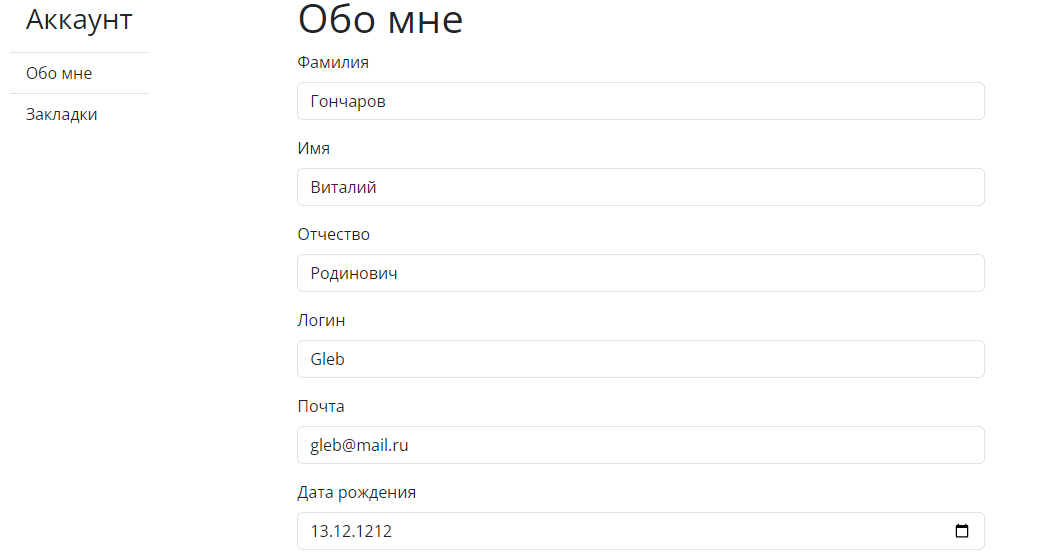 Аккаунт
Обо мне
Закладки
Обо мне
Фамилия
Гончаров
Имя
Виталий
Отчество
Родинович
Логин
Gleb
Почта
gleb@mail.ru
Дата рождения
13.12.1212